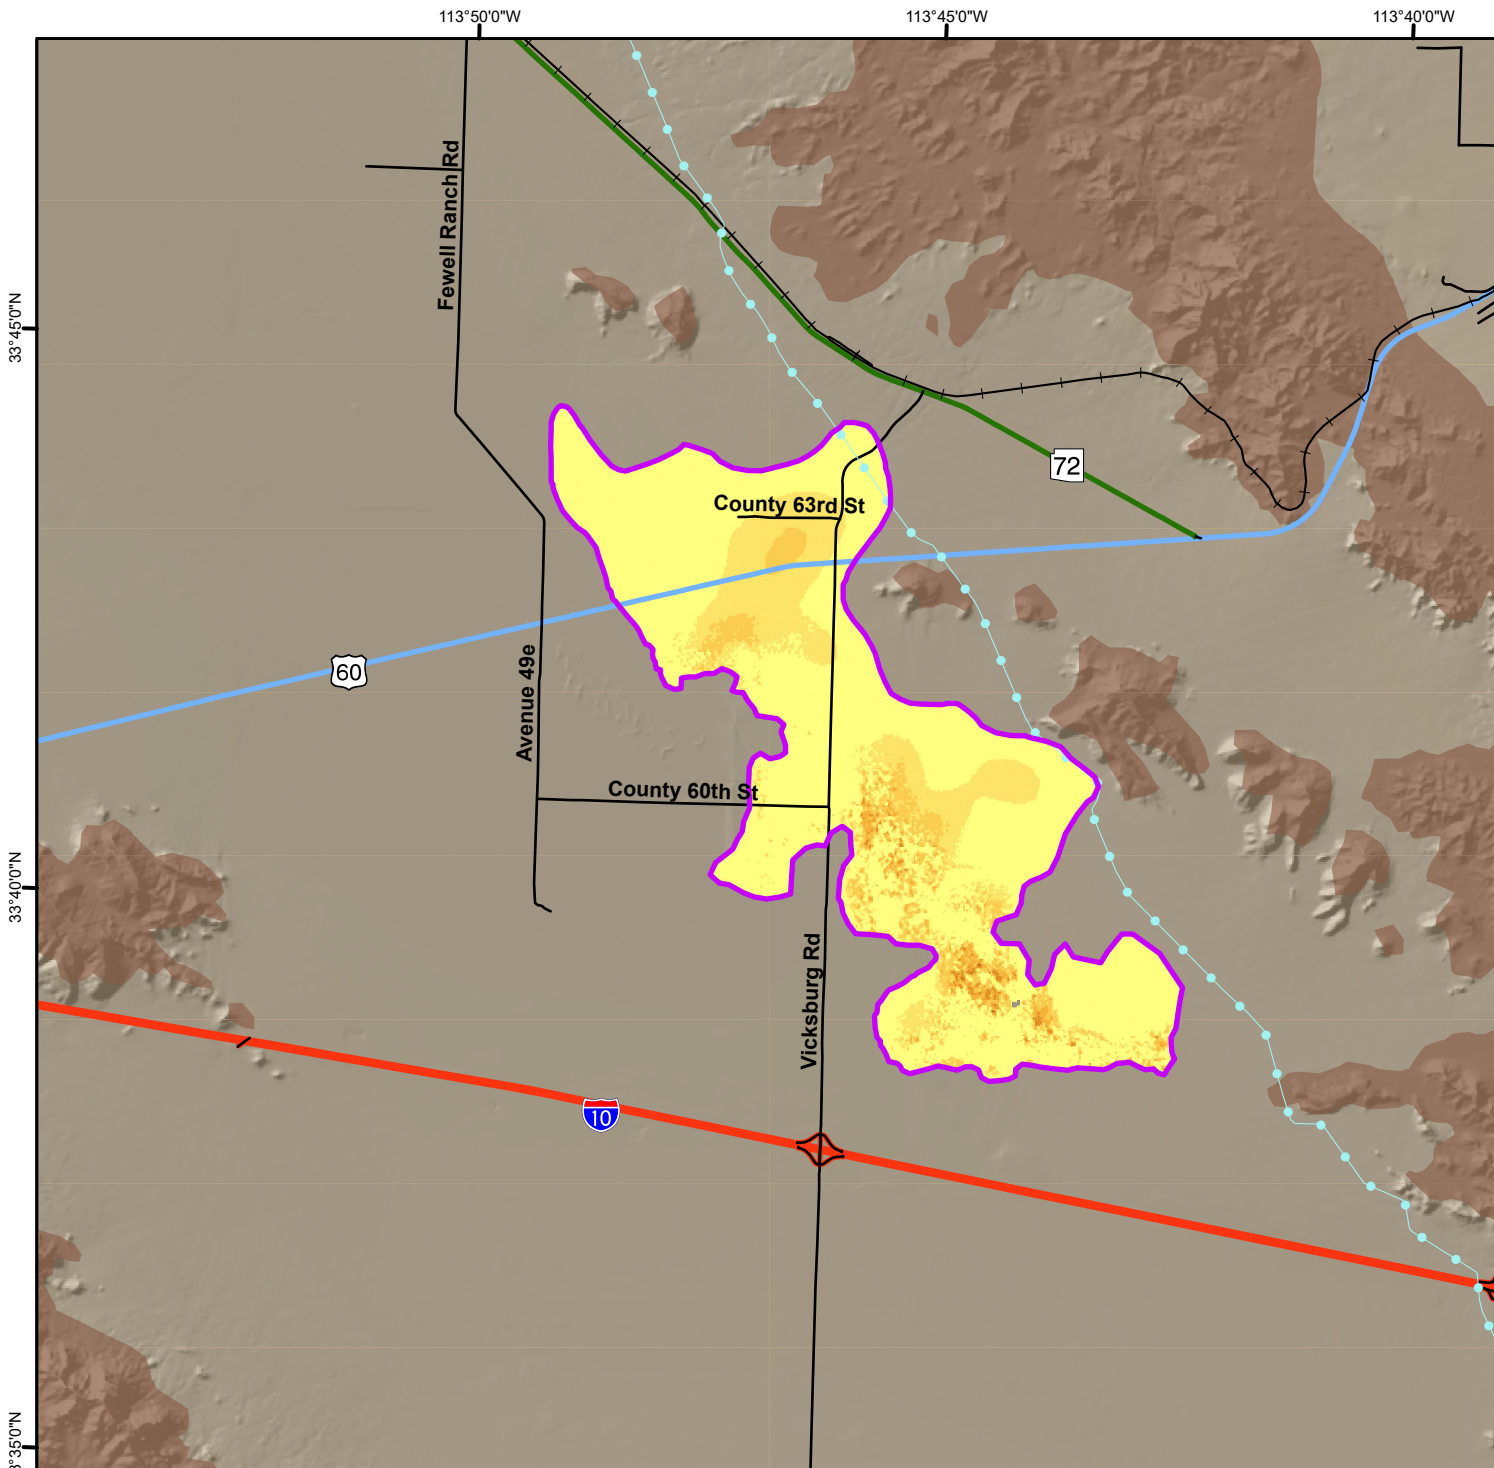 113°50'0"W
113°45'0"W
113°40'0"W
Fewell Ranch Rd
33°45'0"N
72
County 63rd St
60
Avenue 49e
County 60th St
33°40'0"N
Vicksburg Rd
10
3°35'0"N